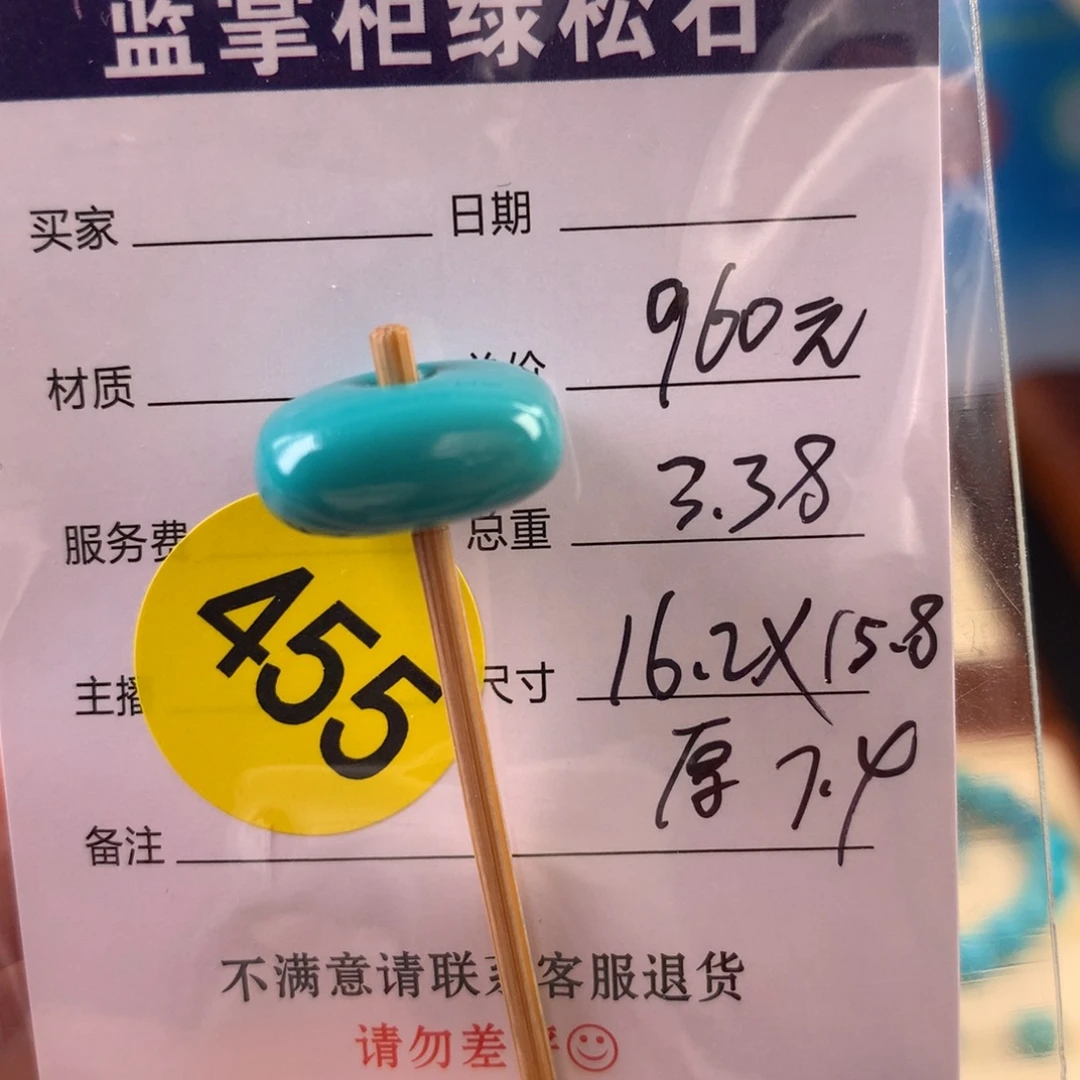 蓝掌柜绿松石
买家 日期
材质 960元
服务费 总重 3.38
455
主播 尺寸 16.2X15.8
厚 7.4
备注
不满意请联系客服退货
请勿差评